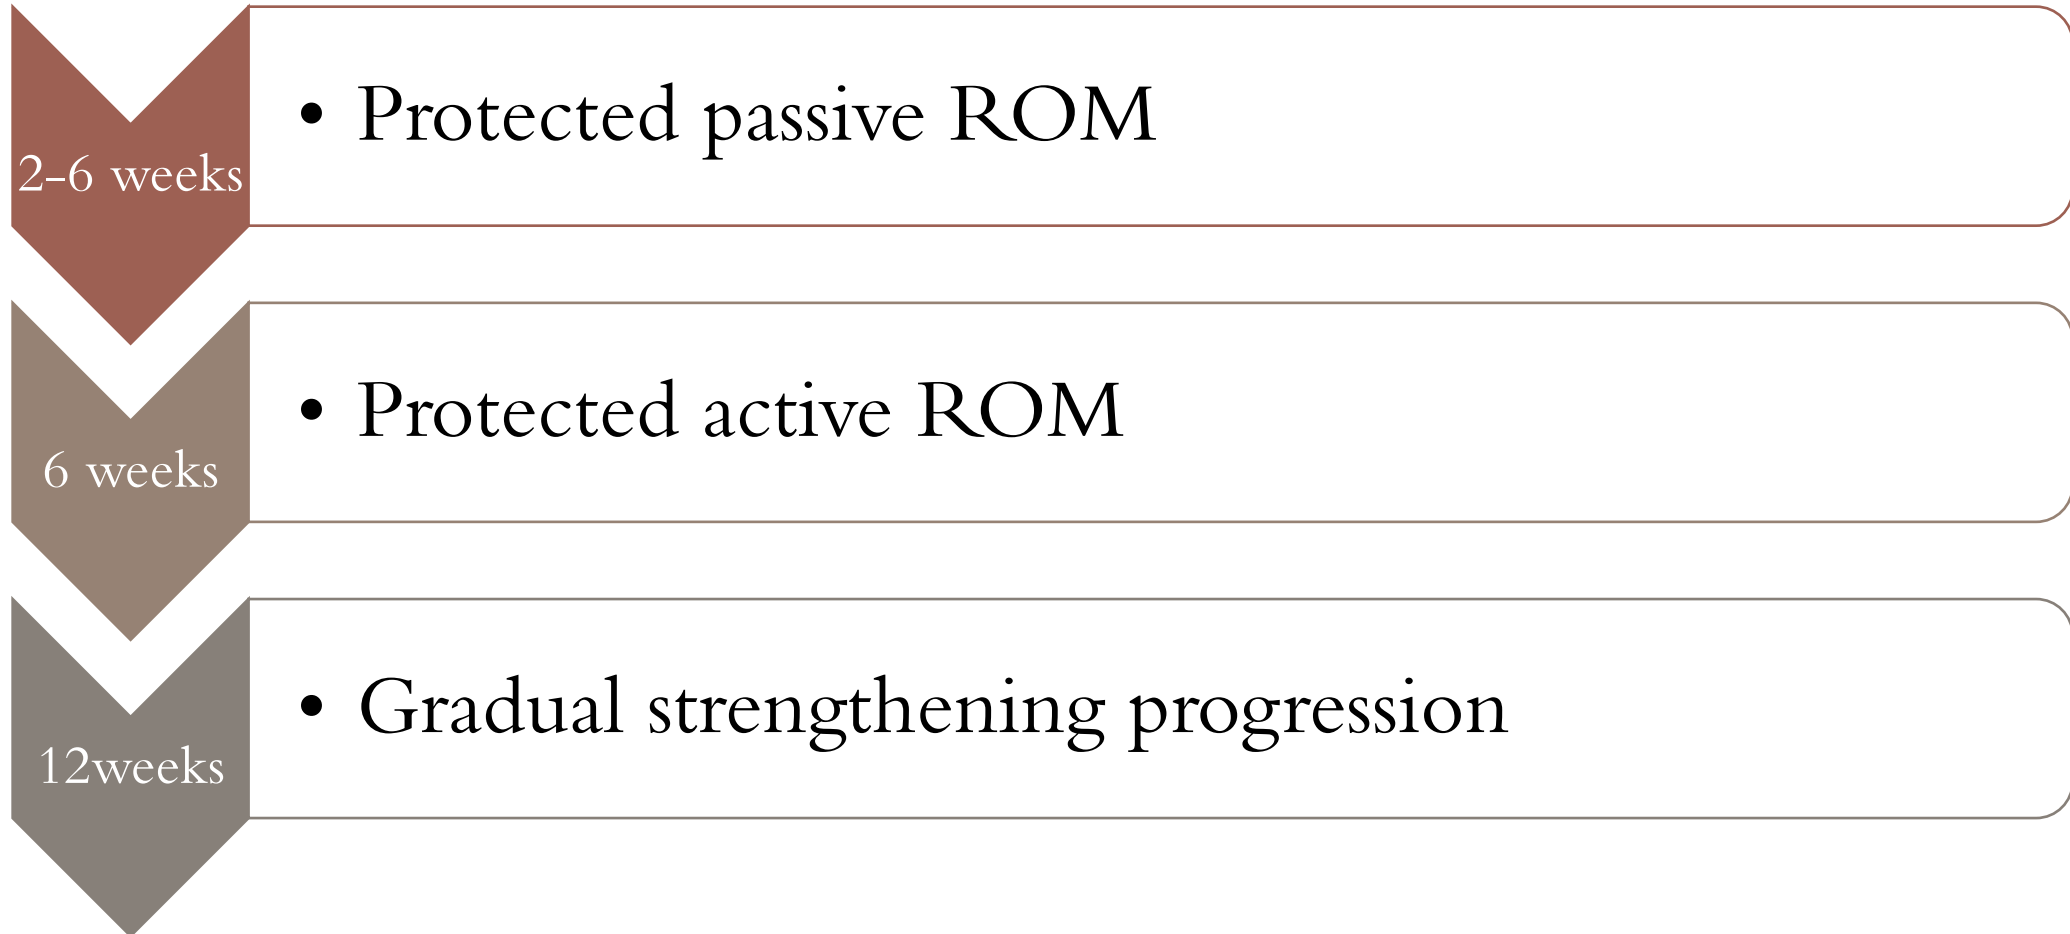 2-6 weeks
• Protected passive ROM
6 weeks
• Protected active ROM
12weeks
• Gradual strengthening progression